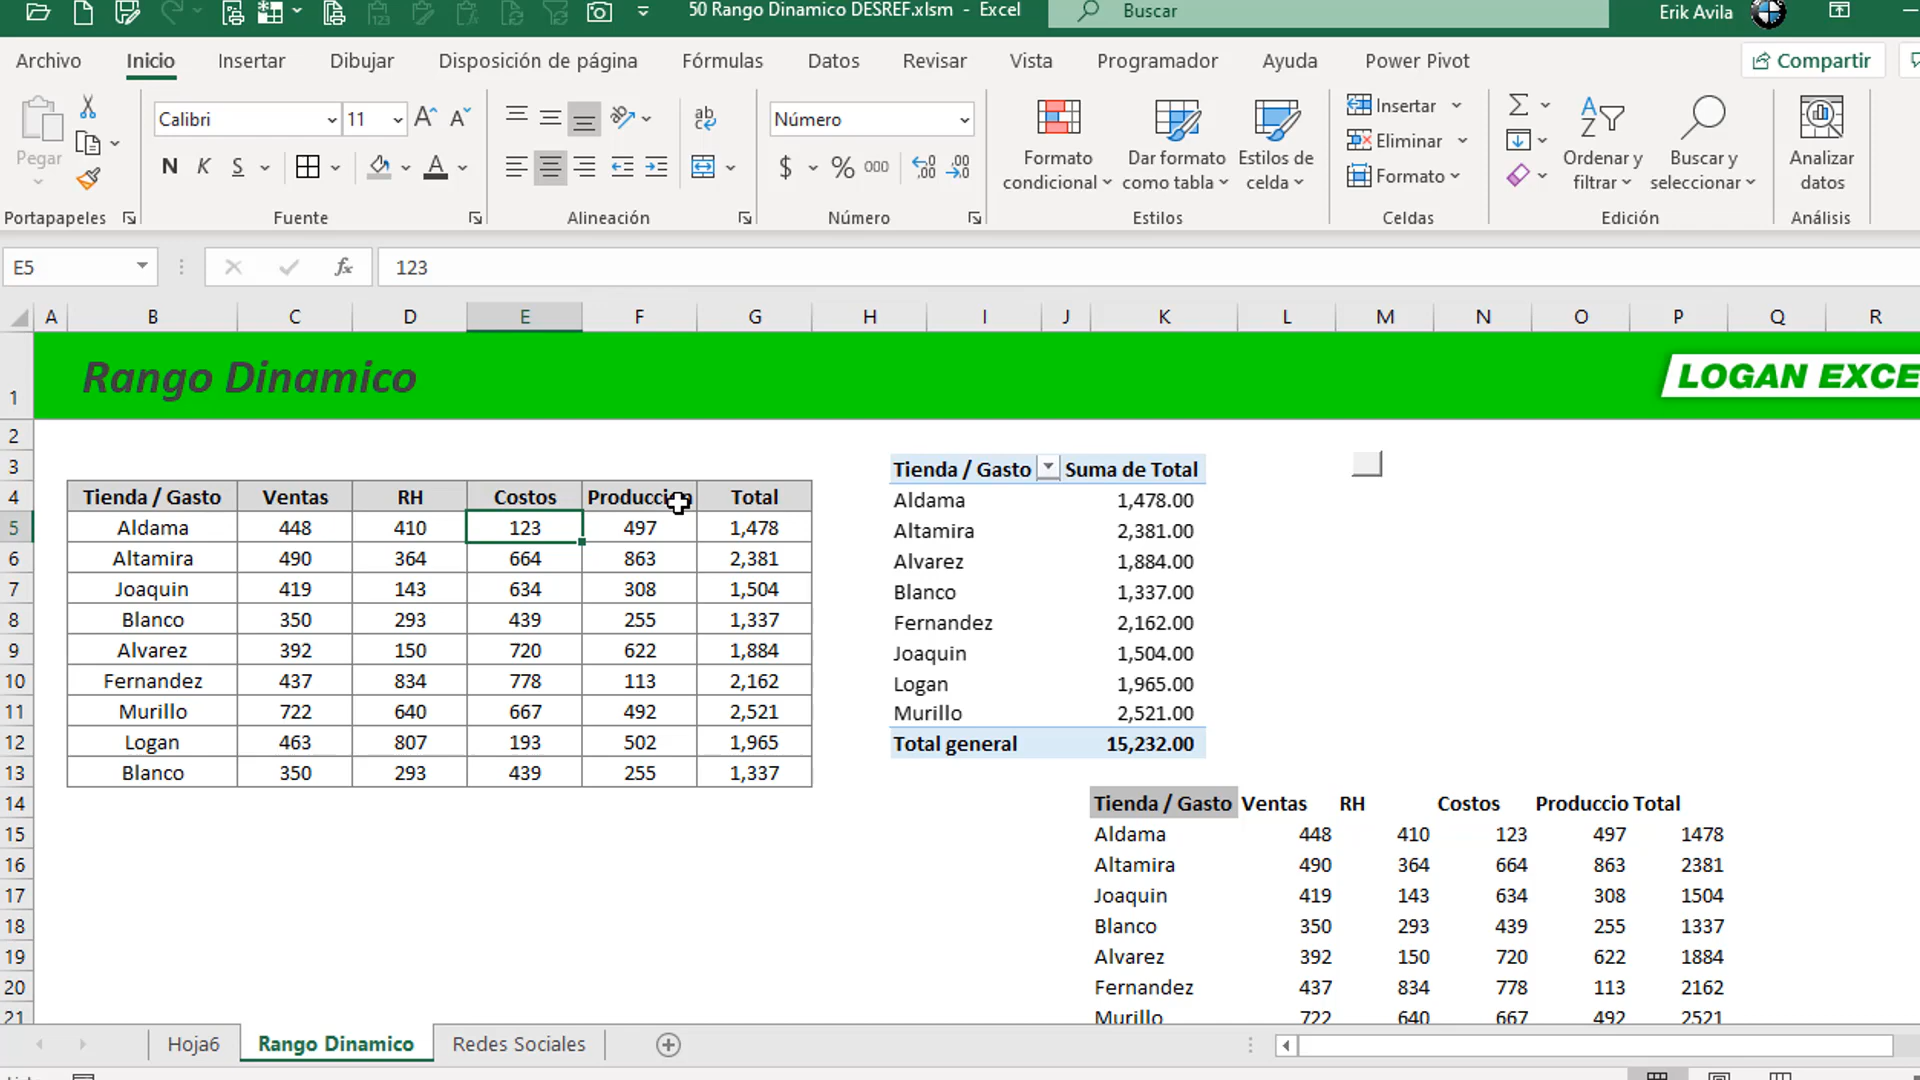 50 Rango Dinamico DESREF.xlsm - Excel
Buscar
Erik Avila
Archivo Inicio Insertar Dibujar Disposición de página Fórmulas Datos Revisar Vista Programador Ayuda Power Pivot Compartir
Pegar
Portapapeles
Calibri 11
N K S
Fuente
Alineación
Número
$ % 000
Número
Formato condicional
Dar formato como tabla
Estilos de celda
Estilos
Insertar
Eliminar
Formato
Celdas
Ordenar y filtrar
Buscar y seleccionar
Edición
Analizar datos
Análisis
E5 fx 123
A B C D E F G H I J K L M N O P Q R
1 Rango Dinamico LOGAN EXCE
2
3 Tienda / Gasto Suma de Total
4 Tienda / Gasto Ventas RH Costos Total Aldama 1,478.00
5 Aldama 448 410 123 497 1,478 Altamira 2,381.00
6 Altamira 490 364 664 863 2,381 Alvarez 1,884.00
7 Joaquin 419 143 634 308 1,504 Blanco 1,337.00
8 Blanco 350 293 439 255 1,337 Fernandez 2,162.00
9 Alvarez 392 150 720 622 1,884 Joaquin 1,504.00
10 Fernandez 437 834 778 113 2,162 Logan 1,965.00
11 Murillo 722 640 667 492 2,521 Murillo 2,521.00
12 Logan 463 807 193 502 1,965 Total general 15,232.00
13 Blanco 350 293 439 255 1,337
14 Tienda / Gasto Ventas RH Costos Produccio Total
15 Aldama 448 410 123 497 1478
16 Altamira 490 364 664 863 2381
17 Joaquin 419 143 634 308 1504
18 Blanco 350 293 439 255 1337
19 Alvarez 392 150 720 622 1884
20 Fernandez 437 834 778 113 2162
21 Murillo 722 640 667 492 2521
Hoja6 Rango Dinamico Redes Sociales